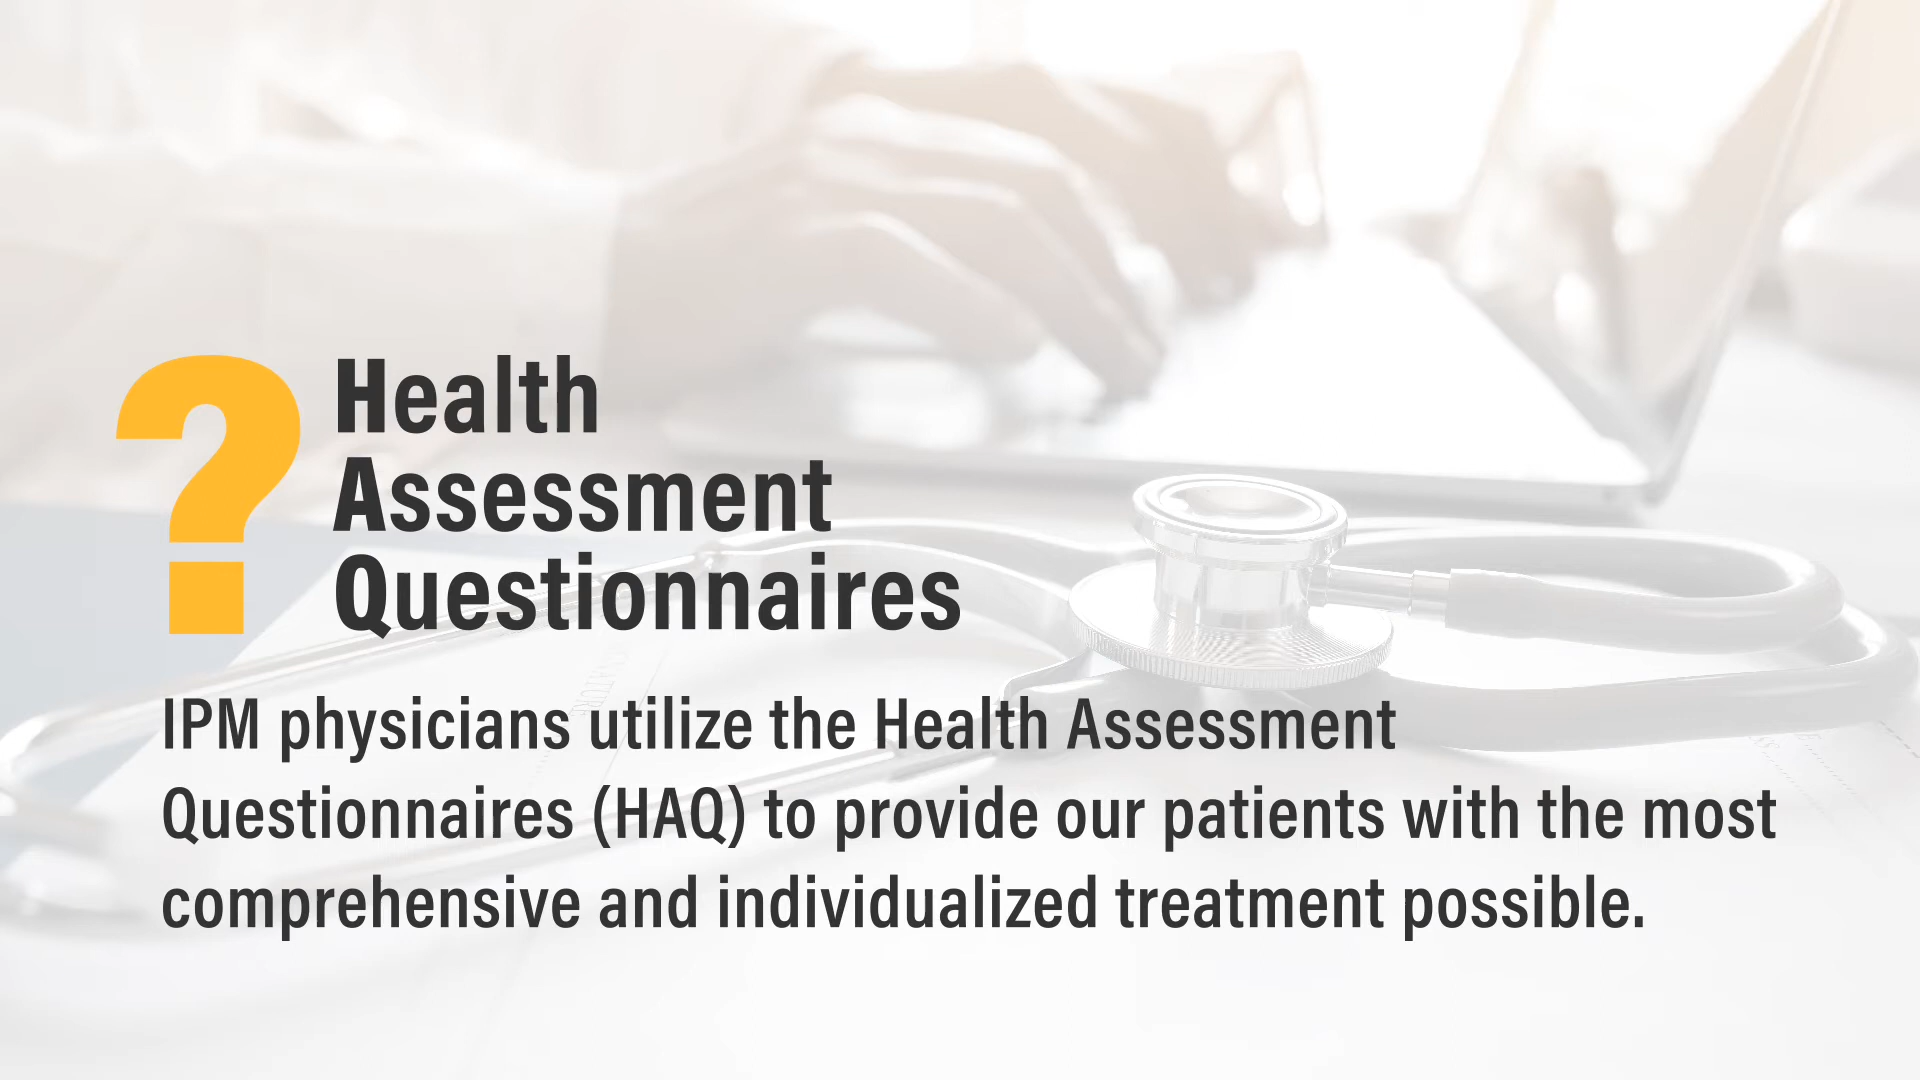 ?
Health
Assessment
Questionnaires
IPM physicians utilize the Health Assessment
Questionnaires (HAQ) to provide our patients with the most
comprehensive and individualized treatment possible.